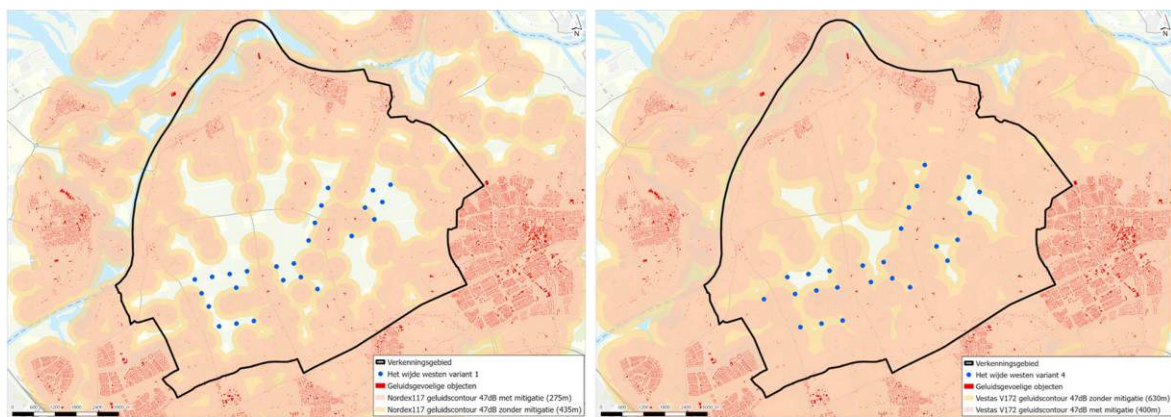 N
Verkenningsgebied
Het wijde westen variant 1
Geluidsgevoelige objecten
Nordex117 geluidscontour 47dB met mitigatie (275m)
Nordex117 geluidscontour 47dB zonder mitigatie (435m)
N
Verkenningsgebied
Het wijde westen variant 4
Geluidsgevoelige objecten
Vestas V172 geluidscontour 47dB zonder mitigatie (630m)
Vestas V172 geluidscontour 47dB met mitigatie (400m)